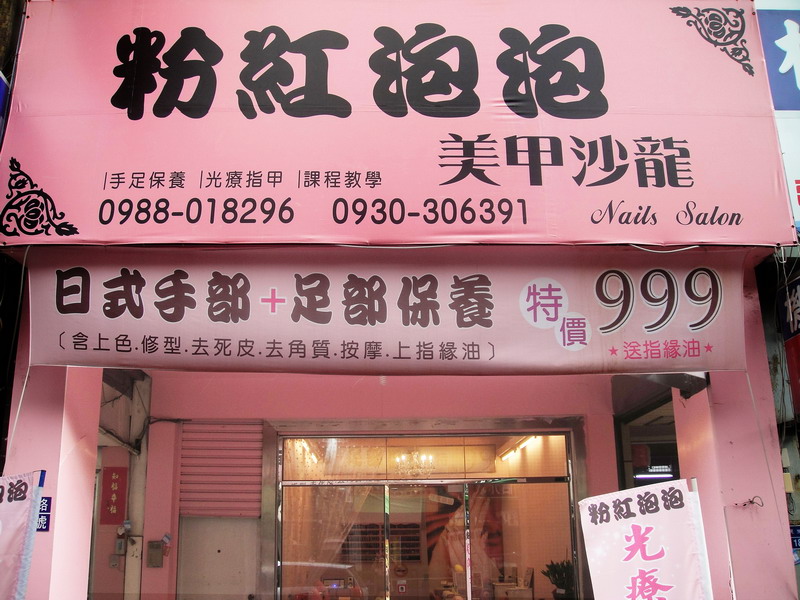 粉紅泡泡
美甲沙龍
|手足保養 |光療指甲 |課程教學
0988-018296 0930-306391
Nails Salon
日式手部+足部保養 特價 999
(含上色.修型.去死皮.去角質.按摩.上指緣油)
★送指緣油★
粉紅泡泡
光療
泡
路
號